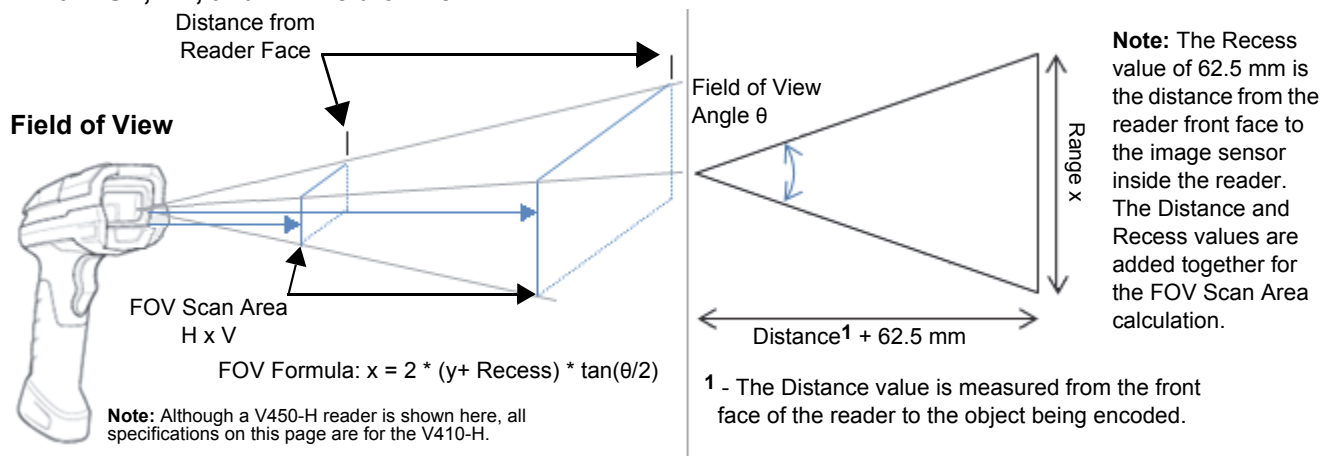 Distance from
Reader Face
Field of View
FOV Scan Area
H x V
FOV Formula: x = 2 * (y+ Recess) * tan(θ/2)
Note: Although a V450-H reader is shown here, all
specifications on this page are for the V410-H.
Field of View
Angle θ
Range x
Distance1 + 62.5 mm
1 - The Distance value is measured from the front
face of the reader to the object being encoded.
Note: The Recess
value of 62.5 mm is
the distance from the
reader front face to
the image sensor
inside the reader.
The Distance and
Recess values are
added together for
the FOV Scan Area
calculation.